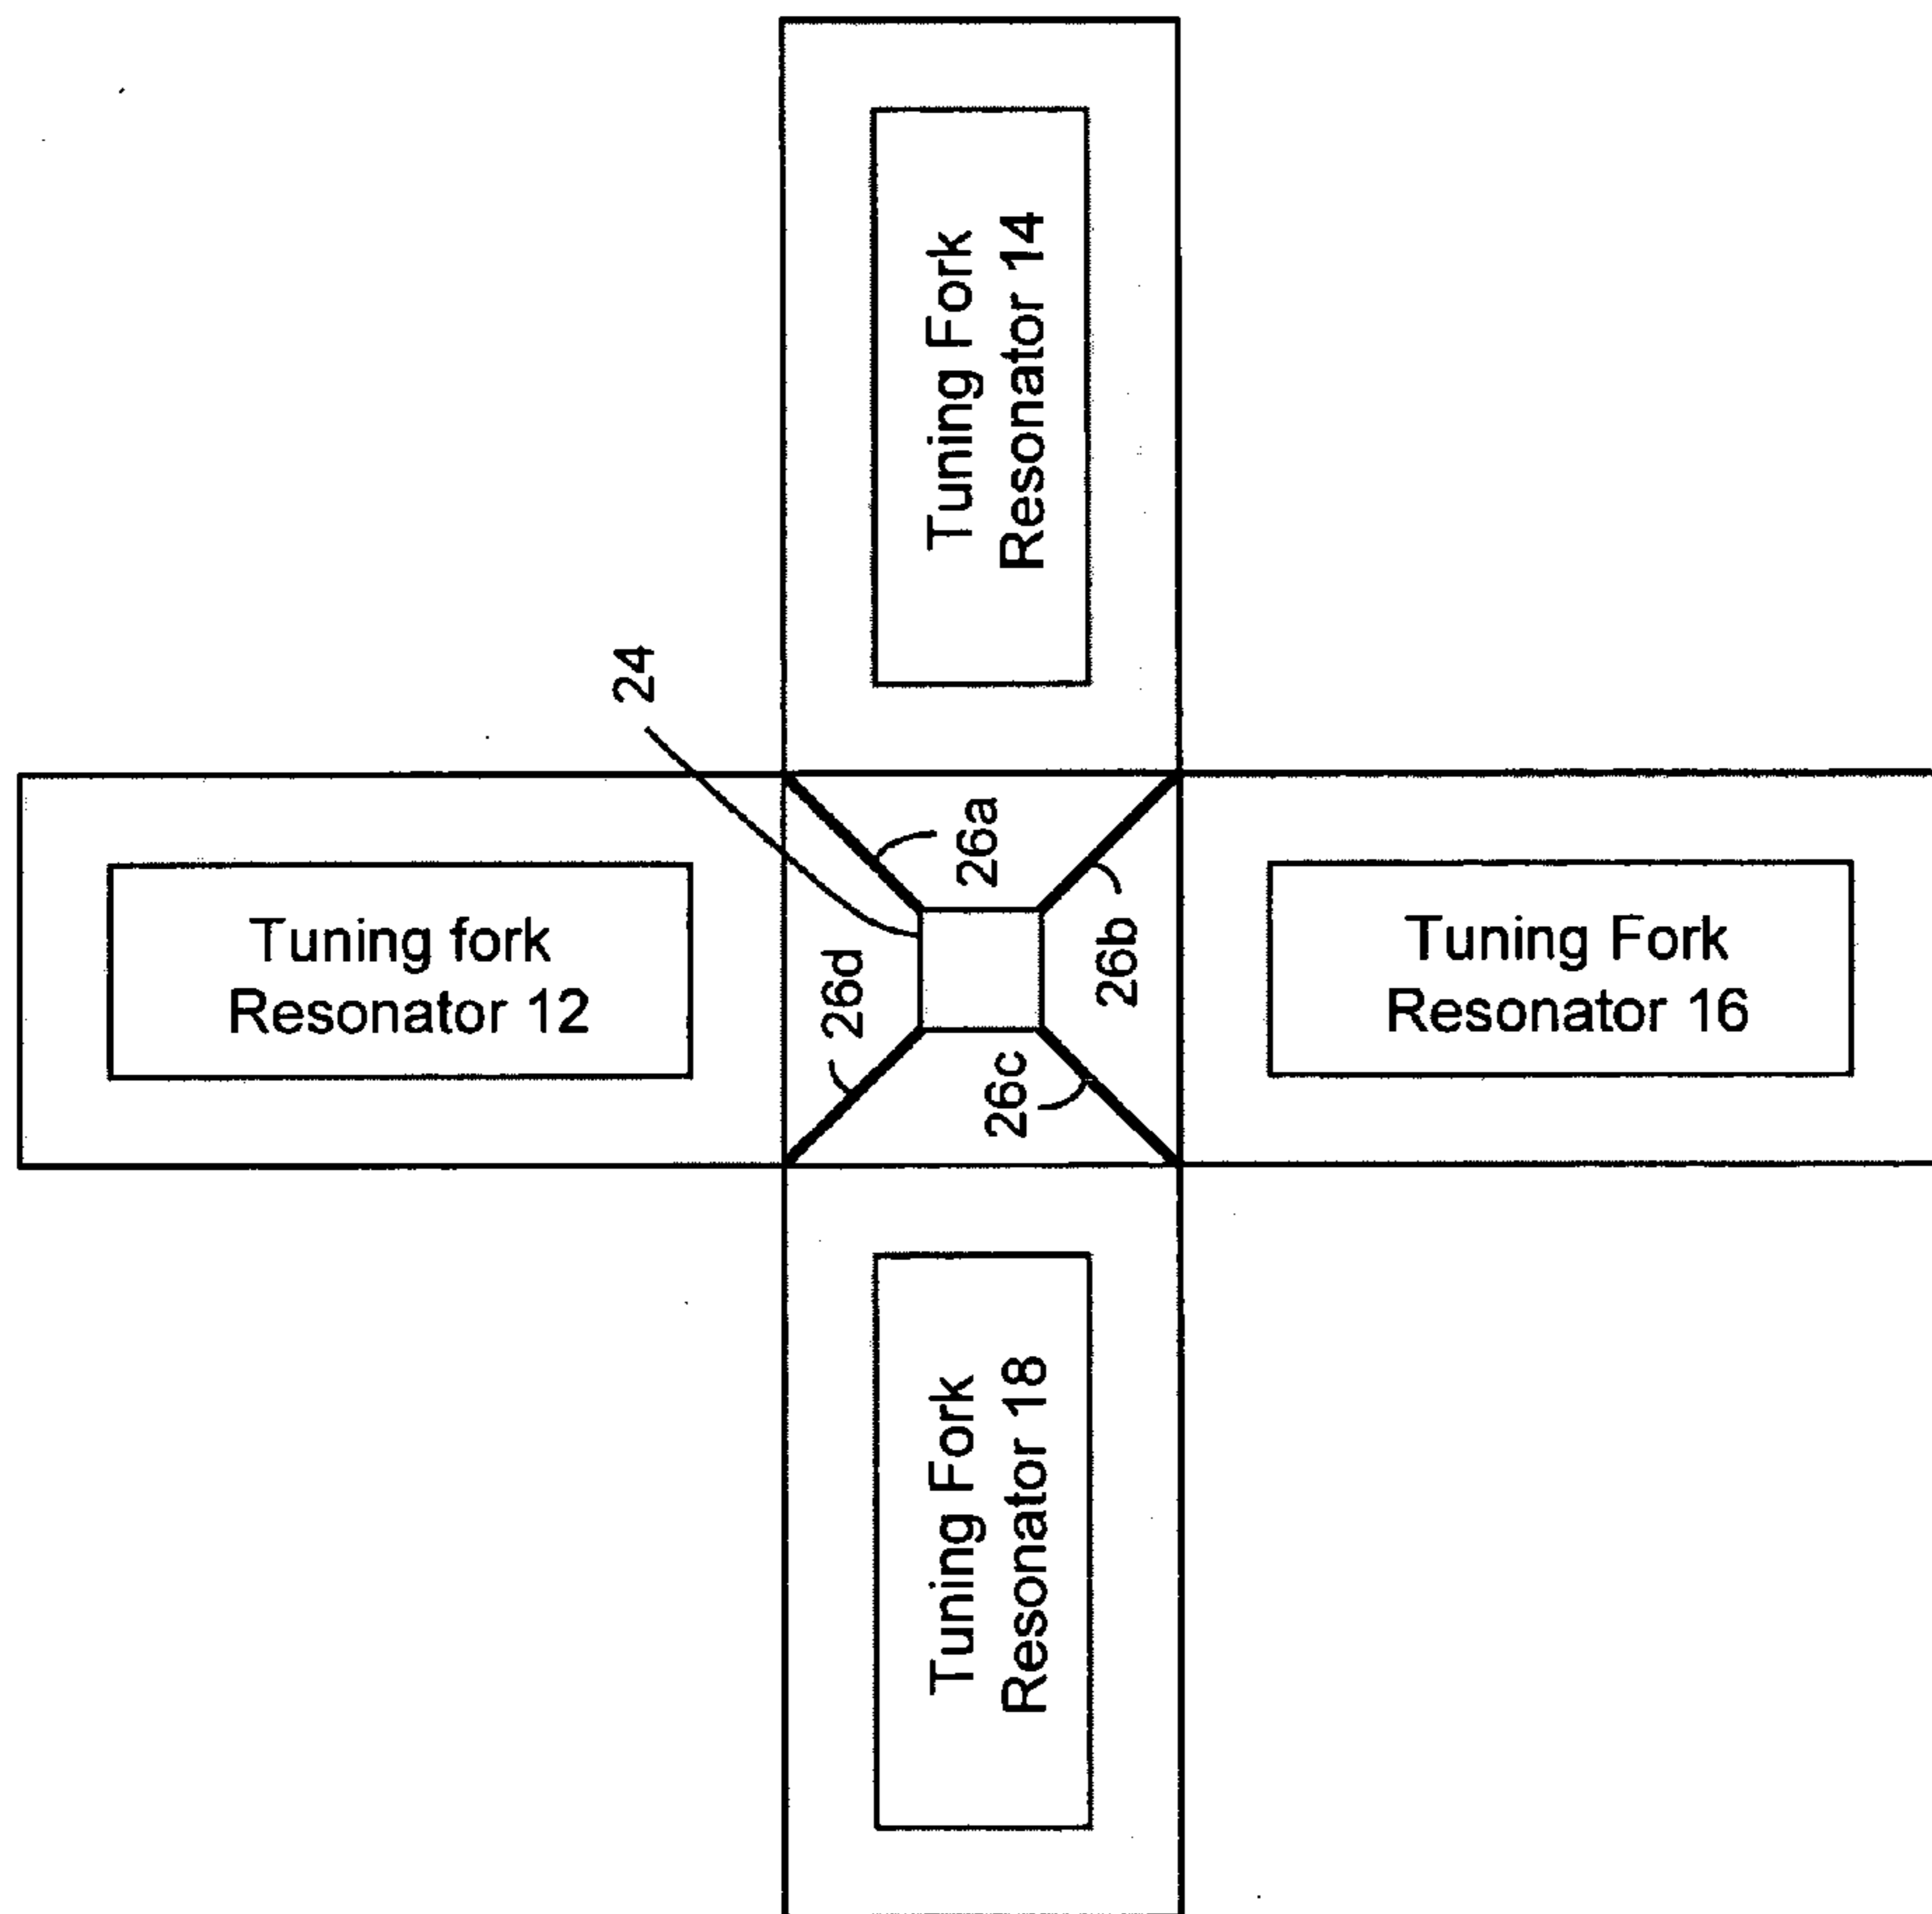 Tuning Fork
Resonator 14
24
Tuning fork
Resonator 12
26a
26d
26b
26c
Tuning Fork
Resonator 16
Tuning Fork
Resonator 18